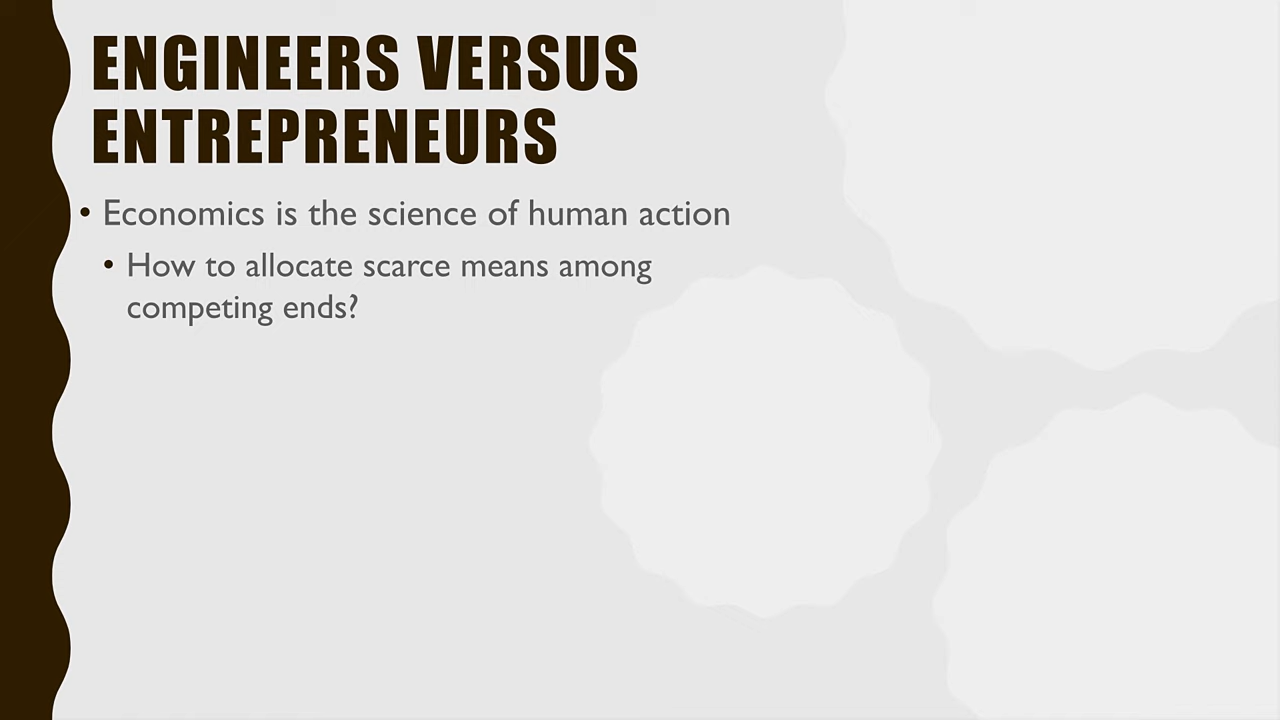 ENGINEERS VERSUS
ENTREPRENEURS
• Economics is the science of human action
• How to allocate scarce means among
competing ends?